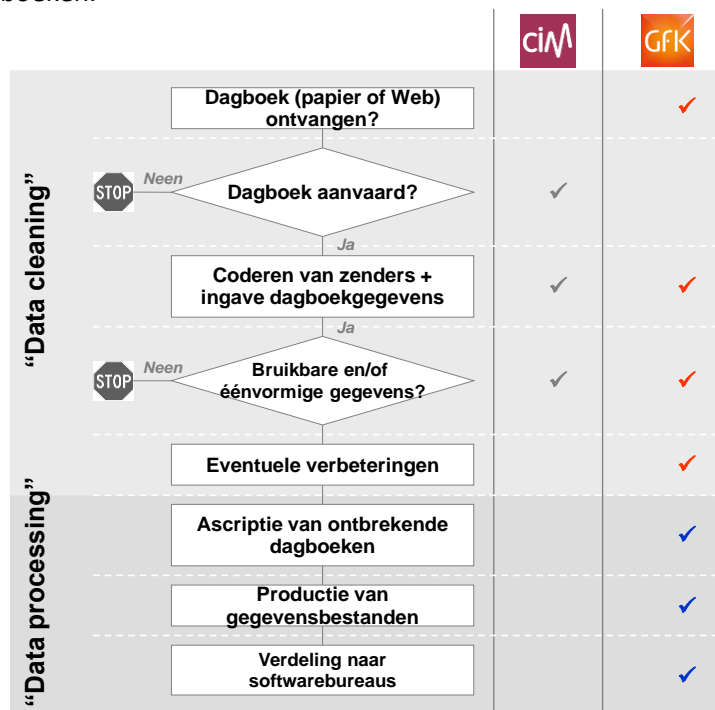 boeken.
CiM
GFK
Dagboek (papier of Web)
ontvangen?
STOP
Neen
Dagboek aanvaard?
Ja
Coderen van zenders +
ingave dagboekgegevens
Ja
STOP
Neen
Bruikbare en/of
éénvormige gegevens?
Eventuele verbeteringen
“Data cleaning”
Ascriptie van ontbrekende
dagboeken
Productie van
gegevensbestanden
Verdeling naar
softwarebureaus
“Data processing”